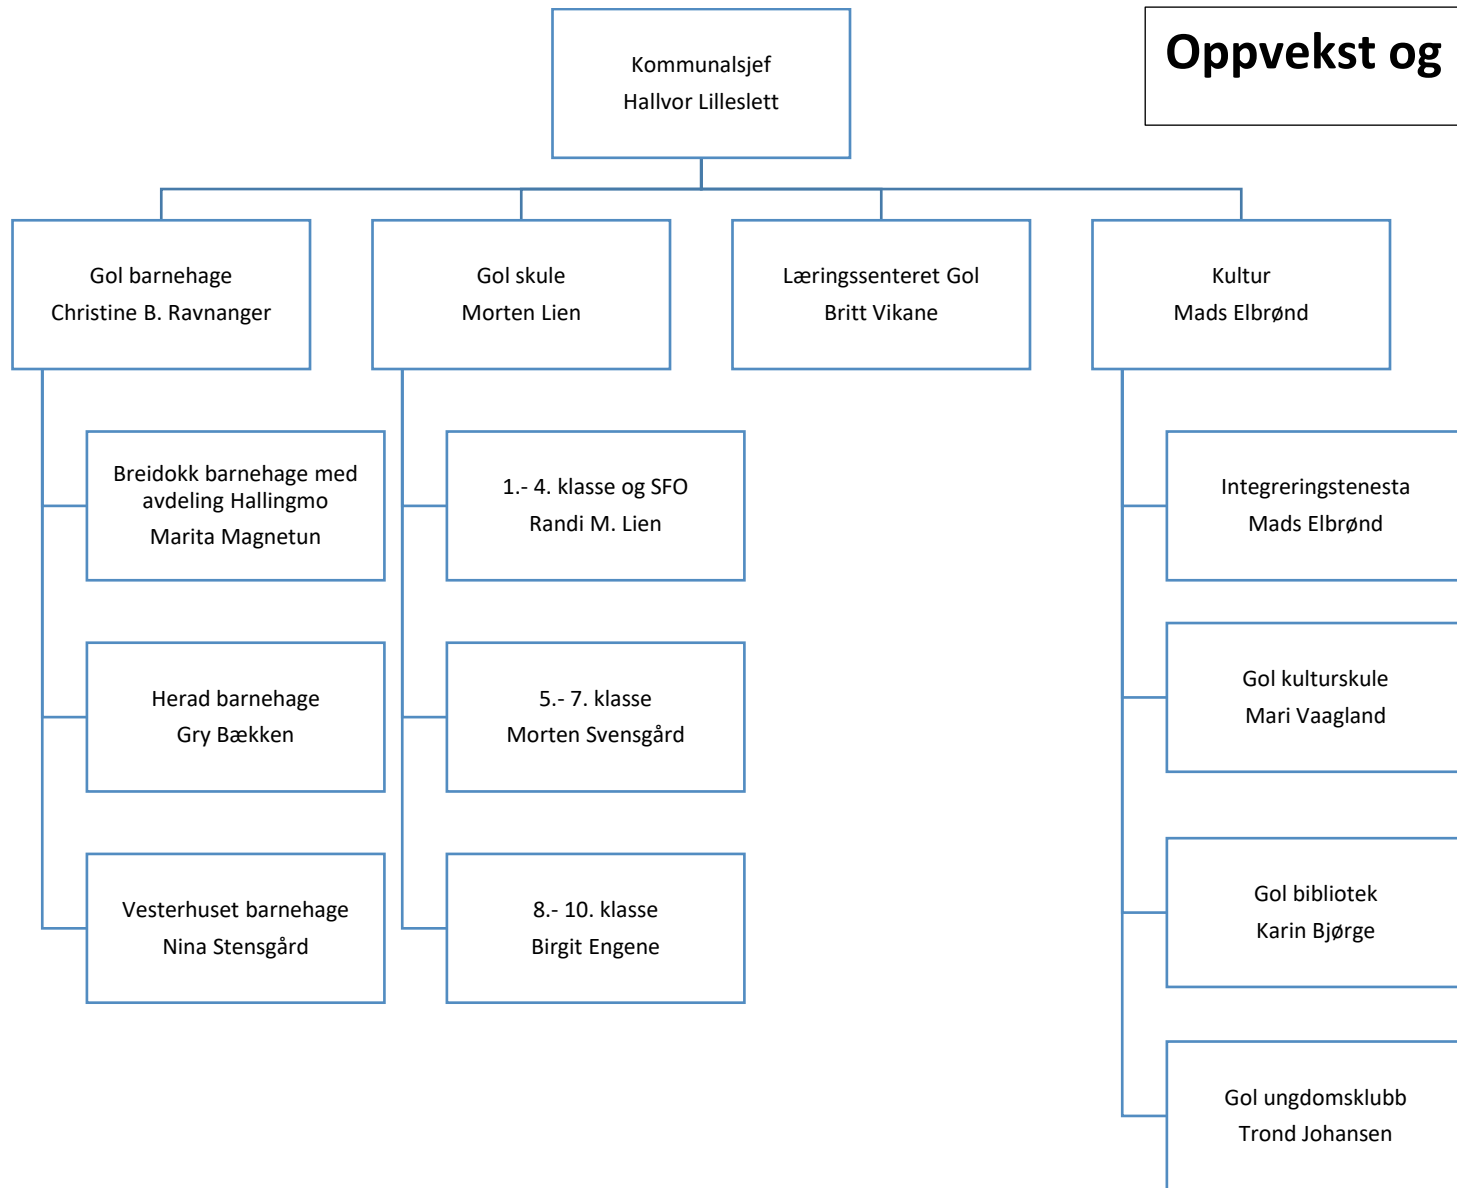 Oppvekst og
Kommunalsjef
Hallvor Lilleslett
Gol barnehage
Christine B. Ravnanger
Gol skule
Morten Lien
Læringssenteret Gol
Britt Vikane
Kultur
Mads Elbrønd
Breidokk barnehage med
avdeling Hallingmo
Marita Magnetun
Herad barnehage
Gry Bækken
Vesterhuset barnehage
Nina Stensgård
1.- 4. klasse og SFO
Randi M. Lien
5.- 7. klasse
Morten Svensgård
8.- 10. klasse
Birgit Engene
Integreringstenesta
Mads Elbrønd
Gol kulturskule
Mari Vaagland
Gol bibliotek
Karin Bjørge
Gol ungdomsklubb
Trond Johansen